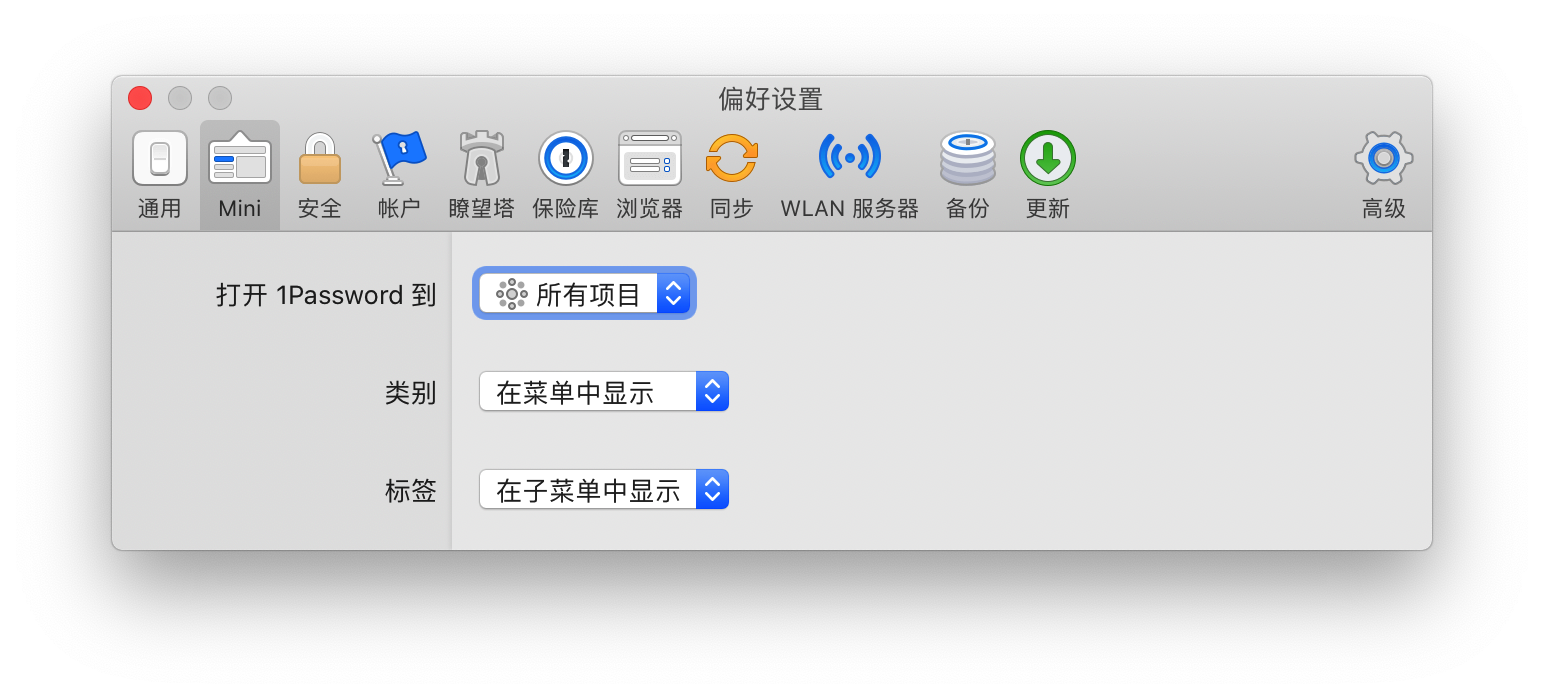 偏好设置
通用 Mini 安全 帐户 瞭望塔 保险库 浏览器 同步 WLAN 服务器 备份 更新 高级
打开 1Password 到 所有项目
类别 在菜单中显示
标签 在子菜单中显示